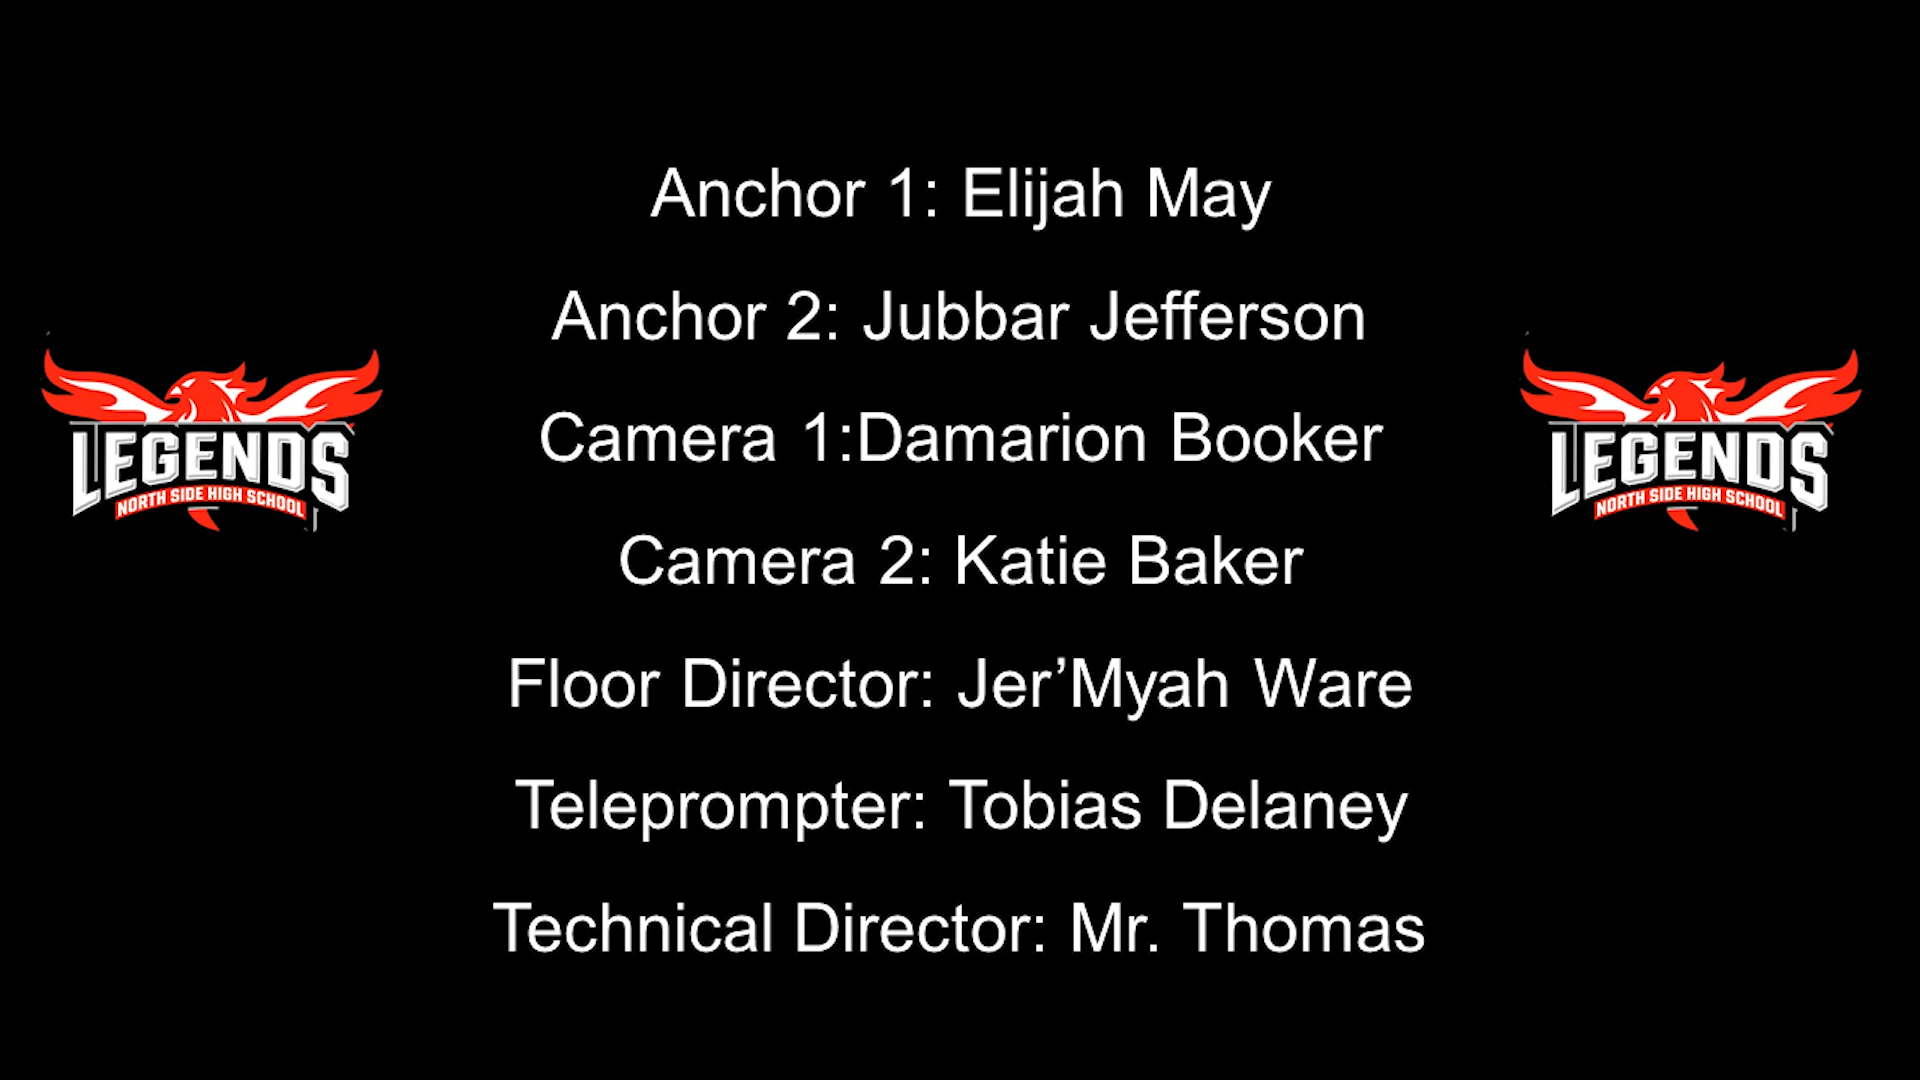 Anchor 1: Elijah May
Anchor 2: Jubbar Jefferson
Camera 1:Damarion Booker
Camera 2: Katie Baker
Floor Director: Jer’Myah Ware
Teleprompter: Tobias Delaney
Technical Director: Mr. Thomas
LEGENDS
NORTH SIDE HIGH SCHOOL
LEGENDS
NORTH SIDE HIGH SCHOOL